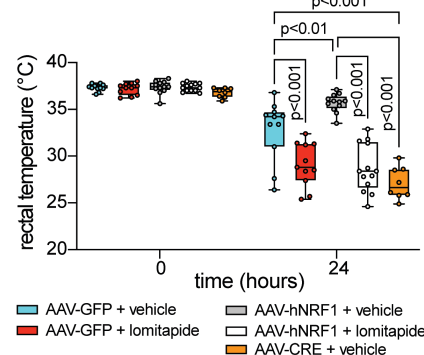 p<0.001
p<0.01
p<0.001
p<0.001
p<0.001
rectal temperature (°C)
40
35
30
25
20
0
24
time (hours)
AAV-GFP + vehicle
AAV-GFP + lomitapide
AAV-hNRF1 + vehicle
AAV-hNRF1 + lomitapide
AAV-CRE + vehicle